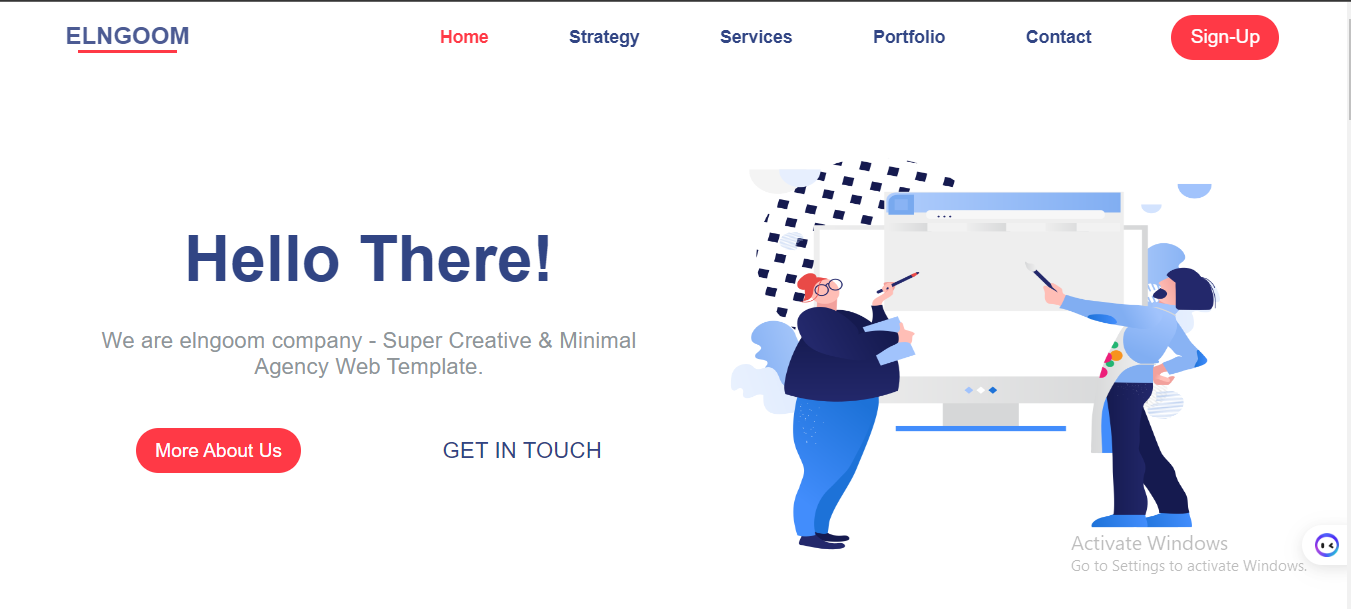 ELNGOOM
Home
Strategy
Services
Portfolio
Contact
Sign-Up
Hello There!
We are elngoom company - Super Creative & Minimal
Agency Web Template.
More About Us
GET IN TOUCH
Activate Windows
Go to Settings to activate Windows.